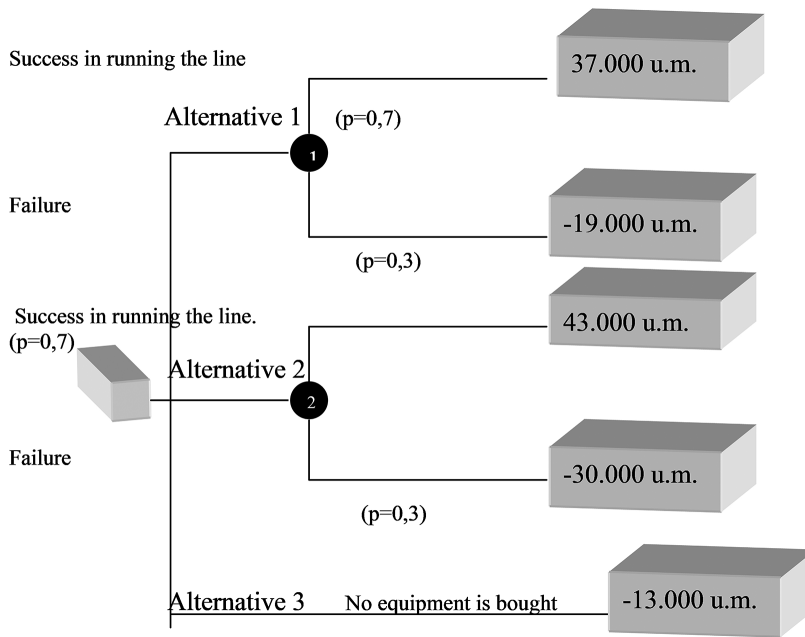 Success in running the line
37.000 u.m.
Alternative 1
(p=0,7)
1
Failure
-19.000 u.m.
(p=0,3)
Success in running the line.
(p=0,7)
43.000 u.m.
Alternative 2
2
Failure
-30.000 u.m.
(p=0,3)
Alternative 3
No equipment is bought
-13.000 u.m.